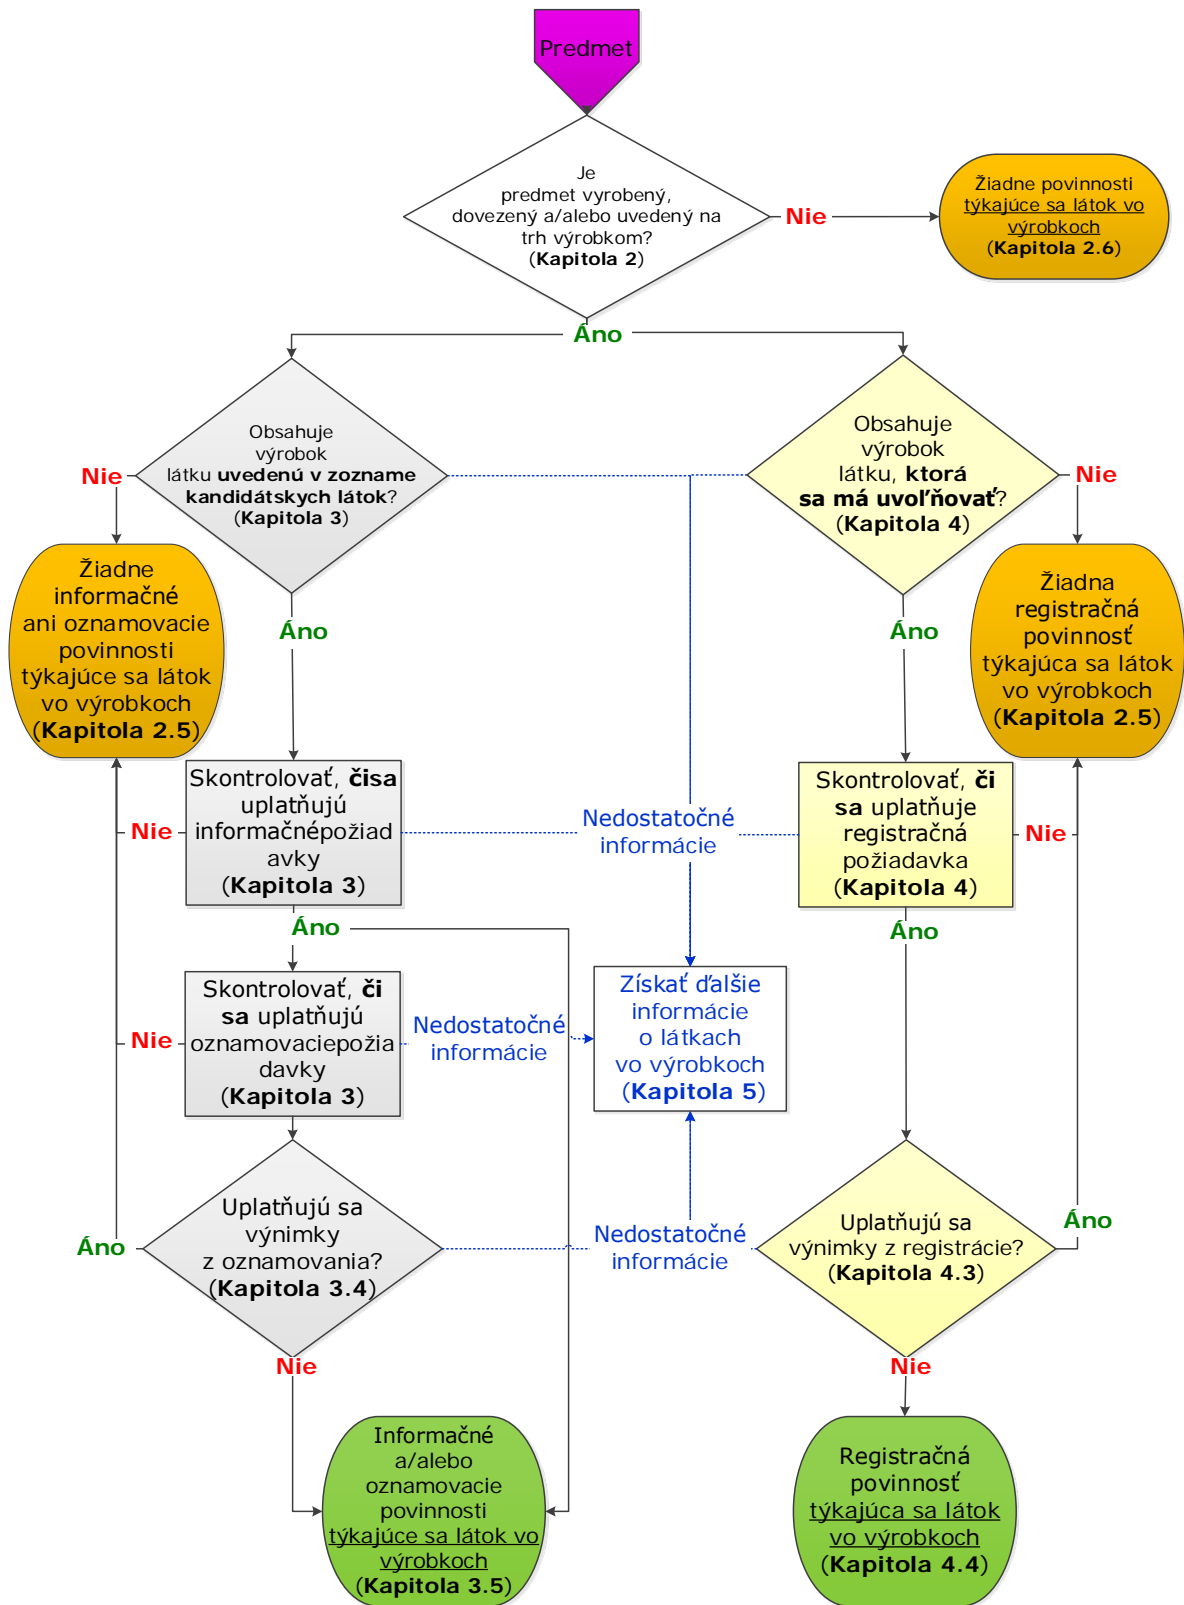 Predmet
Je
predmet vyrobený,
dovezený a/alebo uvedený na
trh výrobkom?
(Kapitola 2)
Nie
Žiadne povinnosti
týkajúce sa látok vo
výrobkoch
(Kapitola 2.6)
Áno
Obsahuje
výrobok
látku uvedenú v zozname
kandidátskych látok?
(Kapitola 3)
Nie
Obsahuje
výrobok
látku, ktorá
sa má uvoľňovať?
(Kapitola 4)
Nie
Žiadne
informačné
ani oznamovacie
povinnosti
týkajúce sa látok
vo výrobkoch
(Kapitola 2.5)
Áno
Áno
Žiadna
registračná
povinnosť
týkajúca sa látok
vo výrobkoch
(Kapitola 2.5)
Skontrolovať, čisa
uplatňujú
informačnépožiad
avky
(Kapitola 3)
Nie
Nedostatočné
informácie
Skontrolovať, či
sa uplatňuje
registračná
požiadavka
(Kapitola 4)
Nie
Áno
Áno
Skontrolovať, či
sa uplatňujú
oznamovaciepožia
davky
(Kapitola 3)
Nie
Nedostatočné
informácie
Získať ďalšie
informácie
o látkach
vo výrobkoch
(Kapitola 5)
Uplatňujú sa
výnimky
z oznamovania?
(Kapitola 3.4)
Áno
Nedostatočné
informácie
Uplatňujú sa
výnimky z registrácie?
(Kapitola 4.3)
Áno
Nie
Nie
Informačné
a/alebo
oznamovacie
povinnosti
týkajúce sa látok vo
výrobkoch
(Kapitola 3.5)
Registračná
povinnosť
týkajúca sa látok
vo výrobkoch
(Kapitola 4.4)